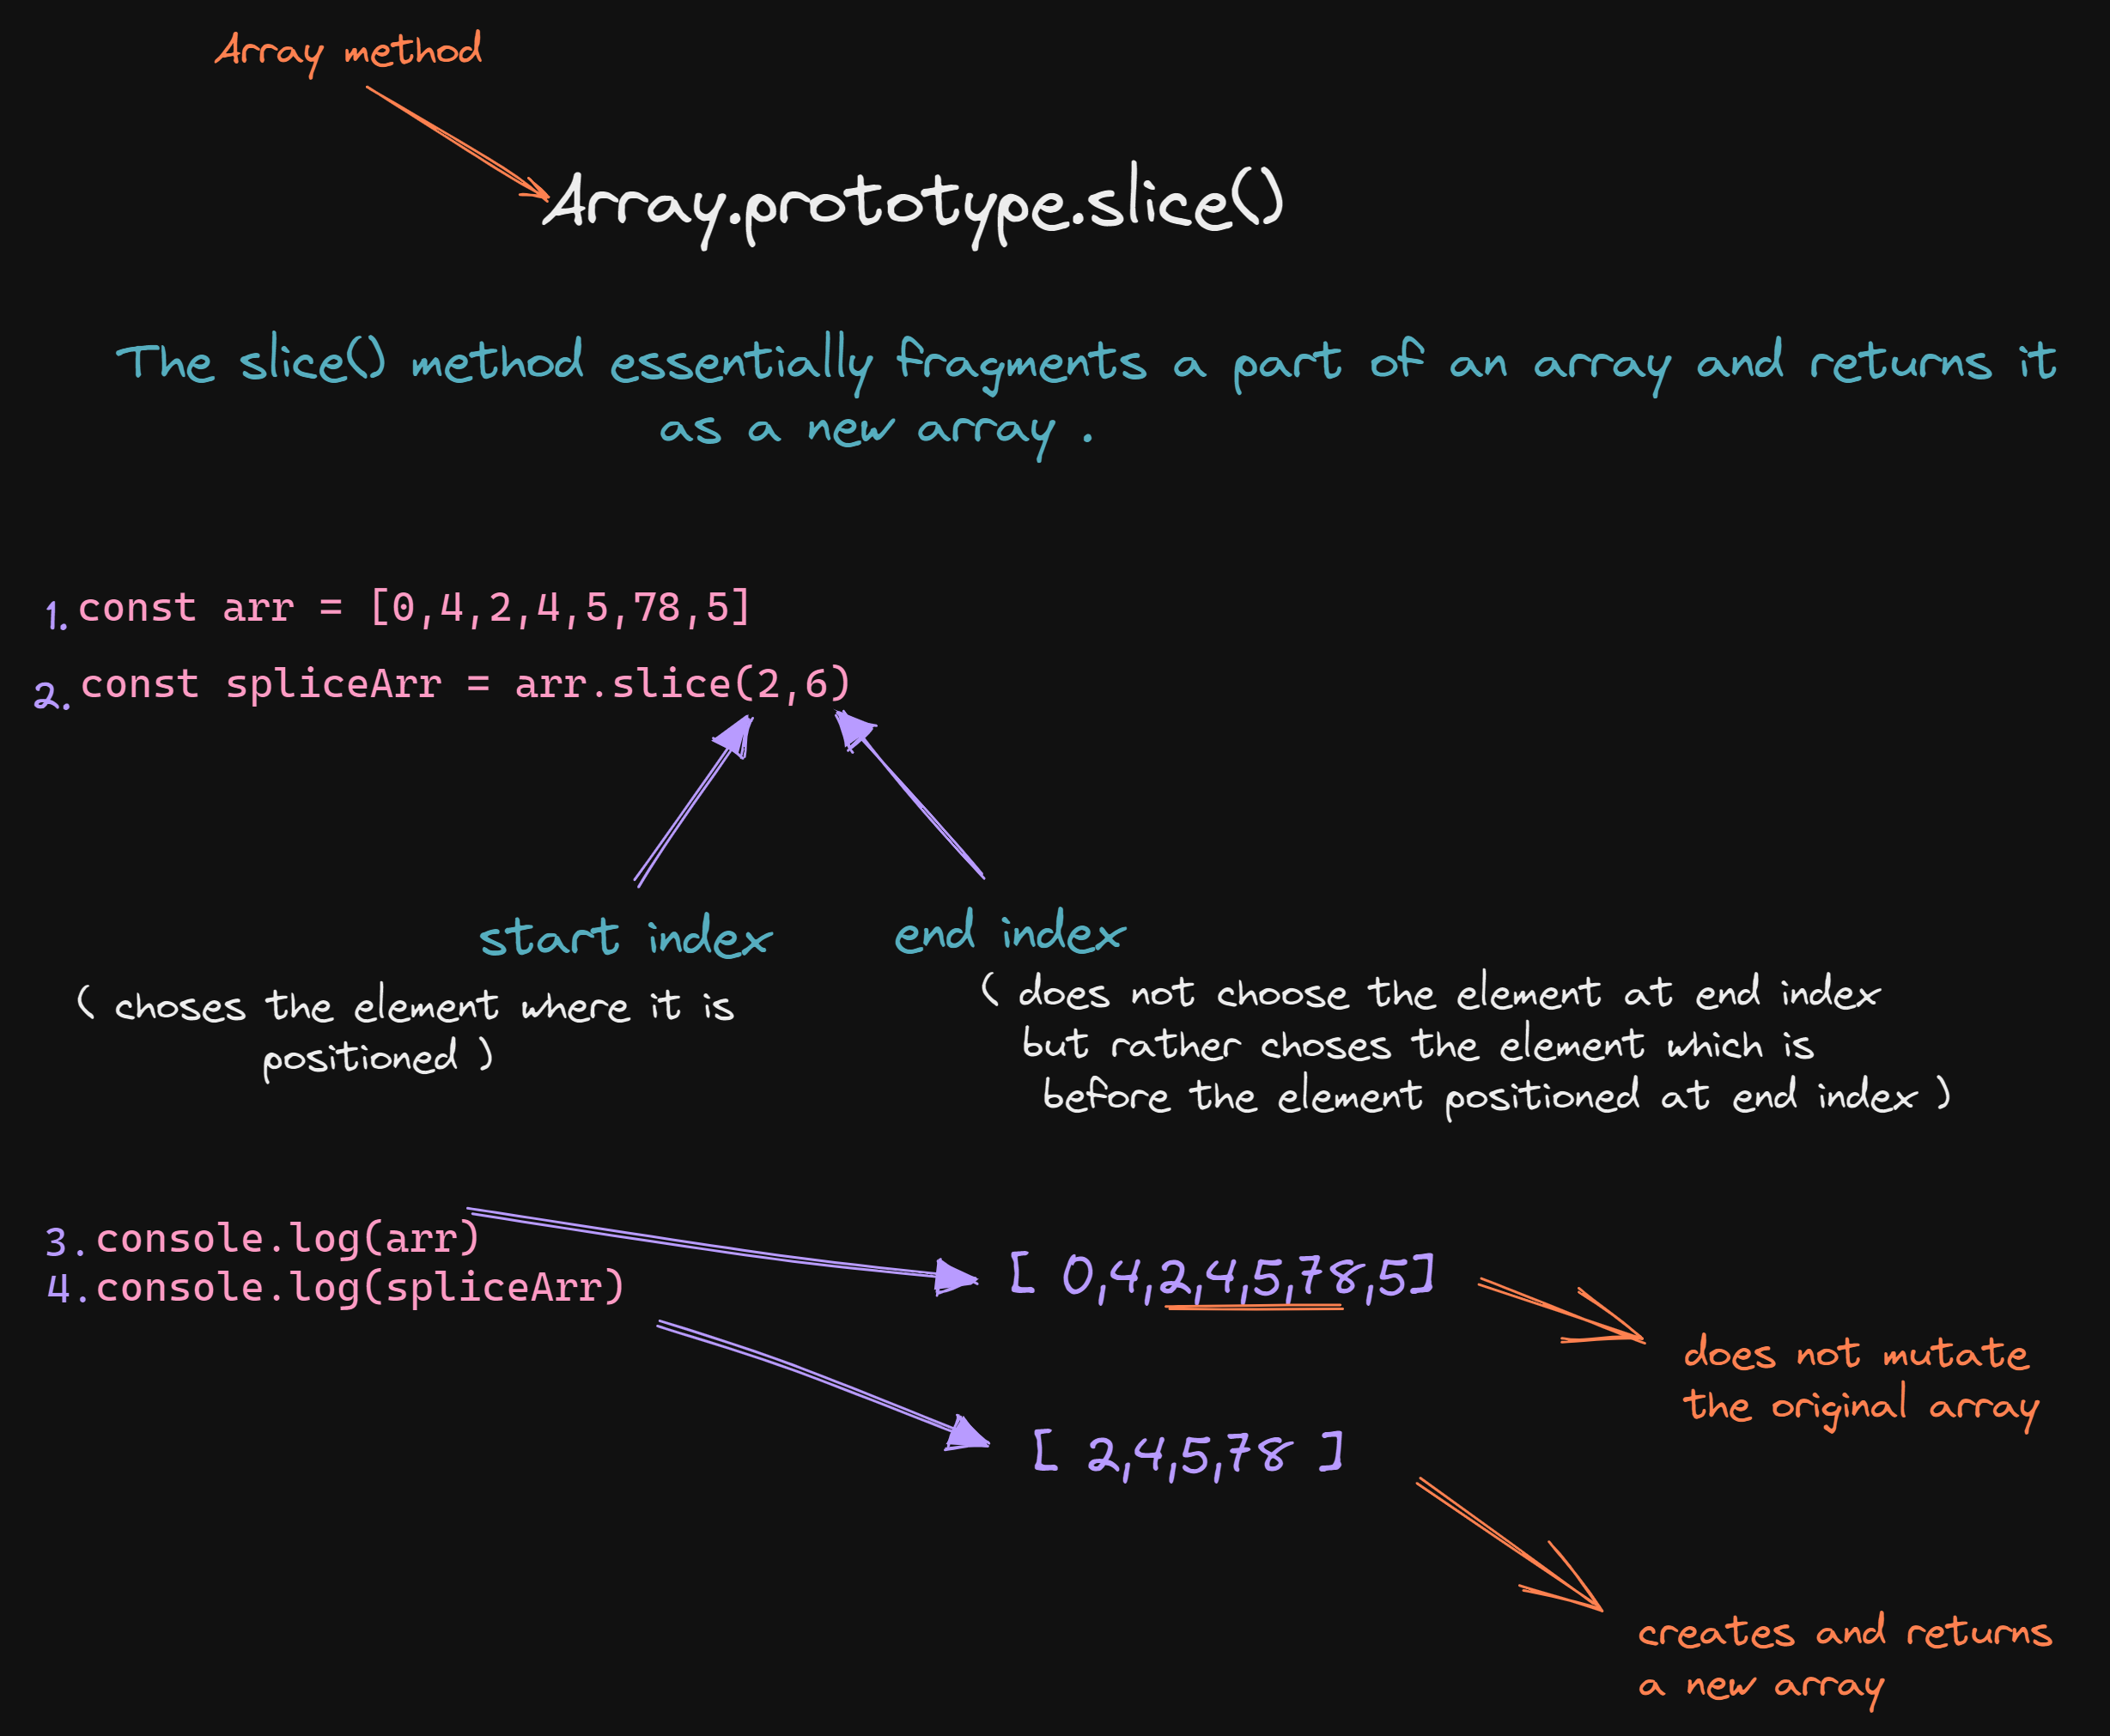 Array method
Array.prototype.slice()
The slice() method essentially fragments a part of an array and returns it
as a new array .
1. const arr = [0,4,2,4,5,78,5]
2. const spliceArr = arr.slice(2,6)
start index
( choses the element where it is
positioned )
end index
( does not choose the element at end index
but rather choses the element which is
before the element positioned at end index )
3. console.log(arr)
4. console.log(spliceArr)
[ 0,4,2,4,5,78,5]
does not mutate
the original array
[ 2,4,5,78 ]
creates and returns
a new array